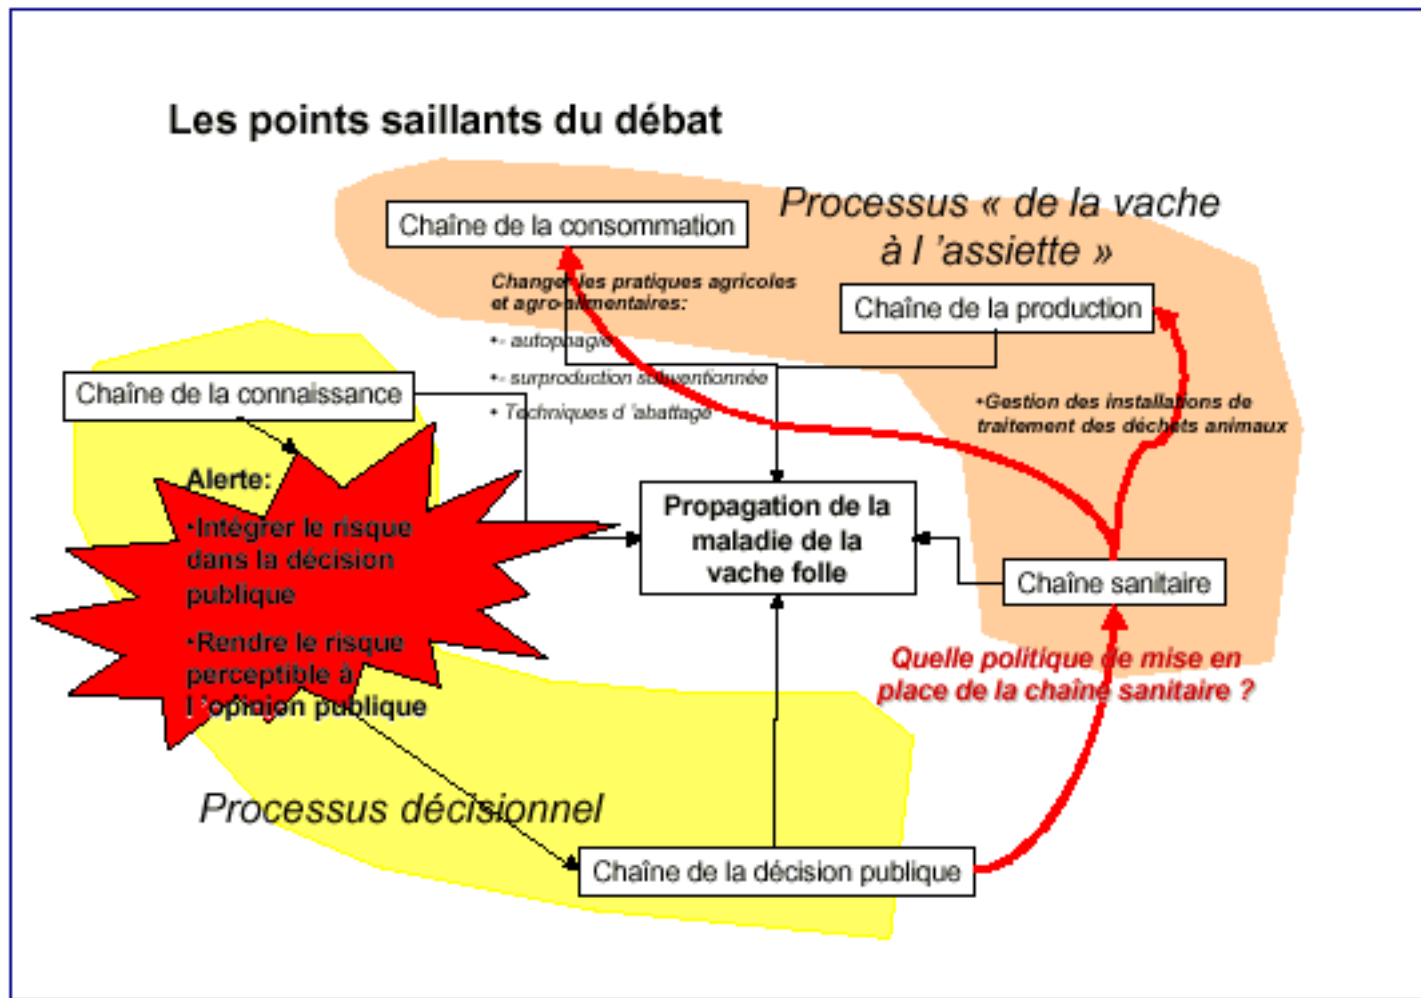 Les points saillants du débat
Processus « de la vache
à l ’assiette »
Chaîne de la consommation
Changer les pratiques agricoles
et agro-alimentaires:
•- autophagie
•- surproduction subventionnée
• Techniques d ’abattage
Chaîne de la production
•Gestion des installations de
traitement des déchets animaux
Chaîne de la connaissance
Alerte:
•Intégrer le risque
dans la décision
publique
•Rendre le risque
perceptible à
l ’opinion publique
Propagation de la
maladie de la
vache folle
Chaîne sanitaire
Quelle politique de mise en
place de la chaîne sanitaire ?
Processus décisionnel
Chaîne de la décision publique